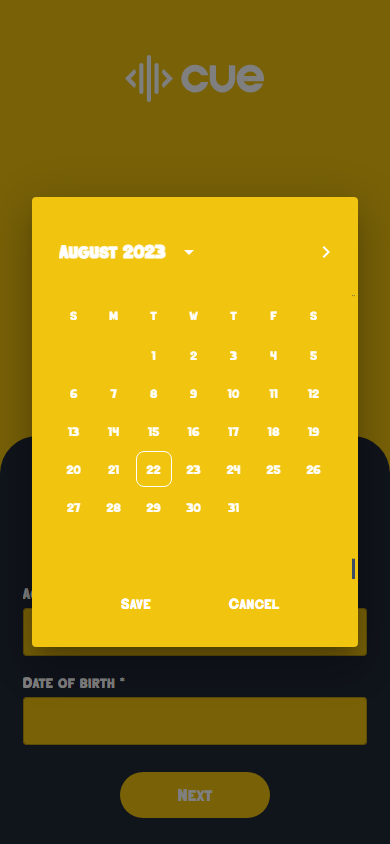 cue
August 2023
S M T W T F S
1 2 3 4 5
6 7 8 9 10 11 12
13 14 15 16 17 18 19
20 21 22 23 24 25 26
27 28 29 30 31
Save Cancel
Date of birth *
Next